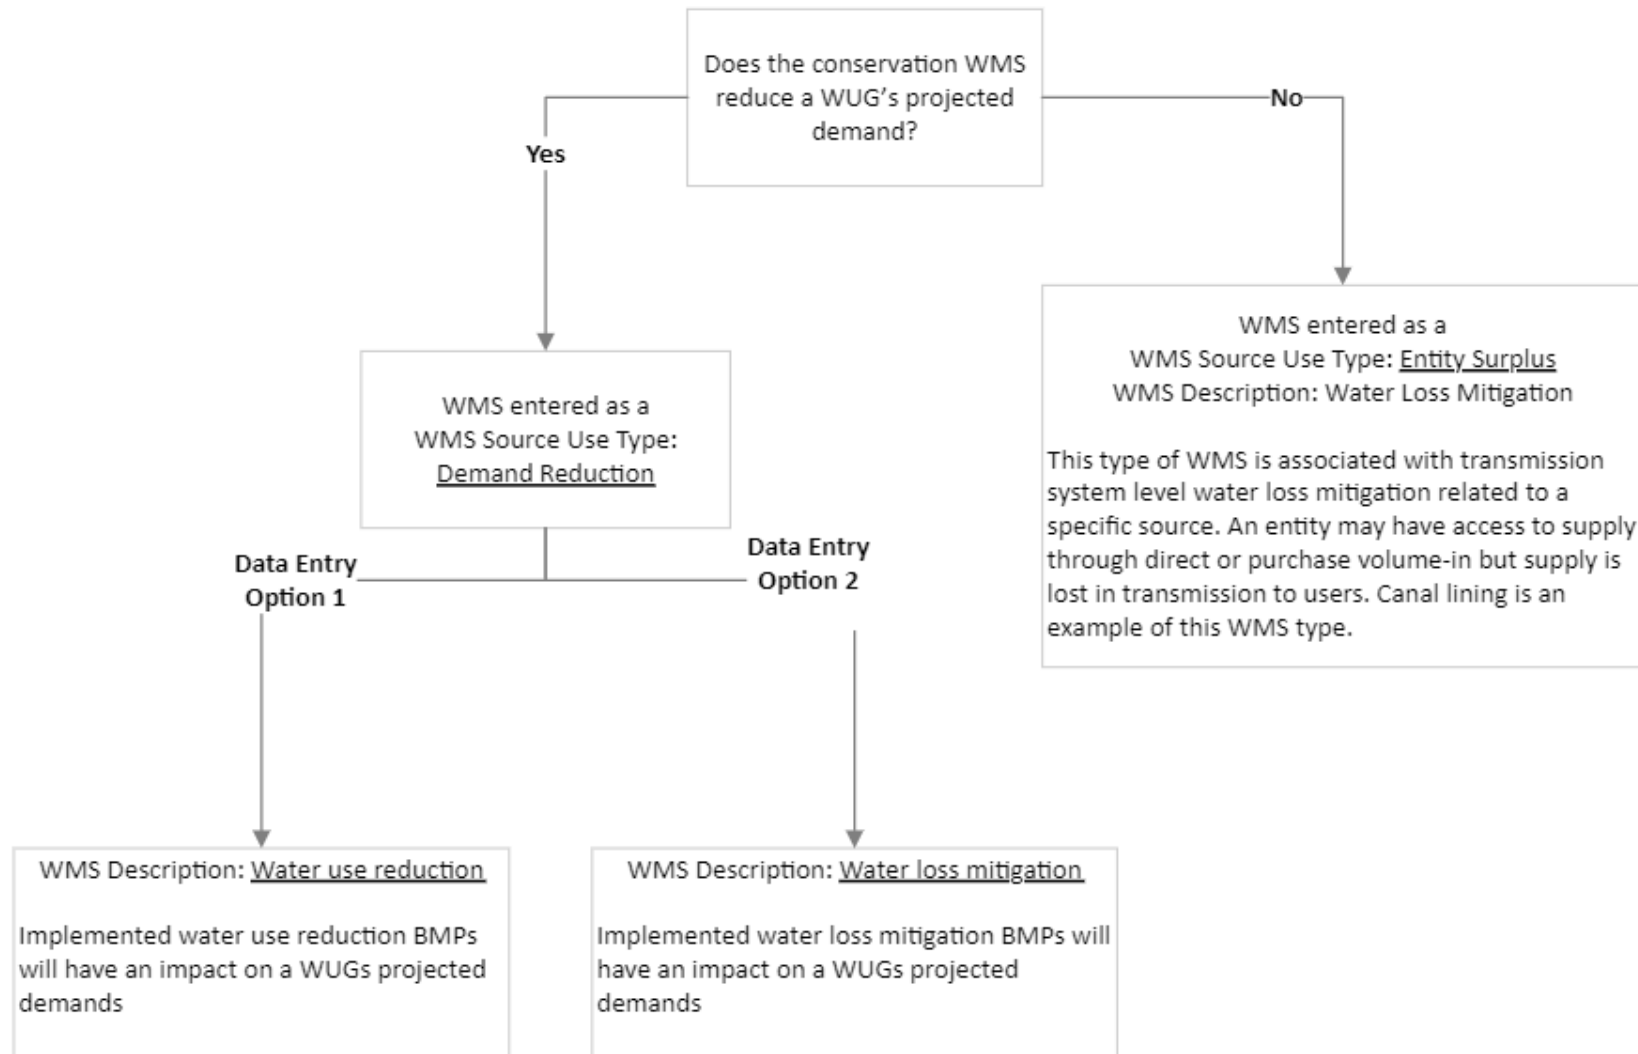 Does the conservation WMS
reduce a WUG's projected
demand?
Yes
No
WMS entered as a
WMS Source Use Type: Entity Surplus
WMS Description: Water Loss Mitigation
This type of WMS is associated with transmission
system level water loss mitigation related to a
specific source. An entity may have access to supply
through direct or purchase volume-in but supply is
lost in transmission to users. Canal lining is an
example of this WMS type.
WMS entered as a
WMS Source Use Type:
Demand Reduction
Data Entry
Option 1
Data Entry
Option 2
WMS Description: Water use reduction
Implemented water use reduction BMPs
will have an impact on a WUGs projected
demands
WMS Description: Water loss mitigation
Implemented water loss mitigation BMPs will
have an impact on a WUGs projected
demands